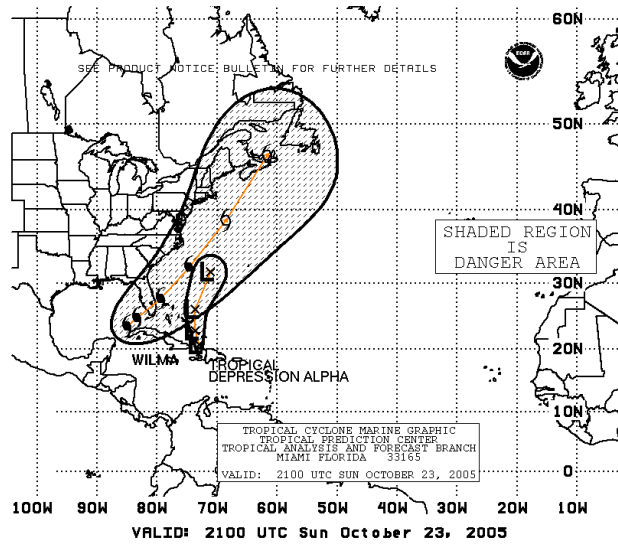 60N
SEE PRODUCT NOTICE BULLETIN FOR FURTHER DETAILS
50N
40N
SHADED REGION
IS
DANGER AREA
30N
L
L
L
20N
WILMA
TROPICAL
DEPRESSION ALPHA
10N
TROPICAL CYCLONE MARINE GRAPHIC
TROPICAL PREDICTION CENTER
TROPICAL ANALYSIS AND FORECAST BRANCH
MIAMI FLORIDA 33165
VALID: 2100 UTC SUN OCTOBER 23, 2005
0
100W 90W 80W 70W 60W 50W 40W 30W 20W 10W
VALID: 2100 UTC Sun October 23, 2005